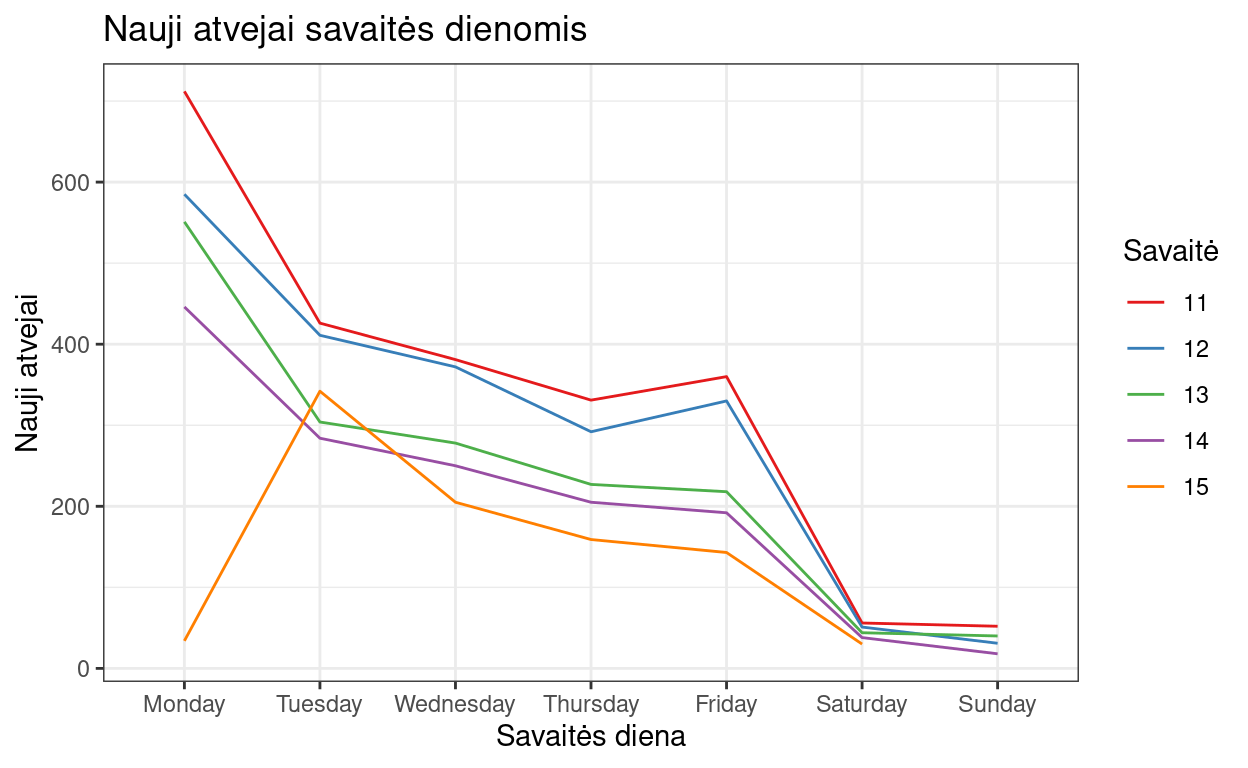 Nauji atvejai savaitės dienomis
Nauji atvejai
600
400
200
0
Monday Tuesday Wednesday Thursday Friday Saturday Sunday
Savaitės diena
Savaitė
11
12
13
14
15